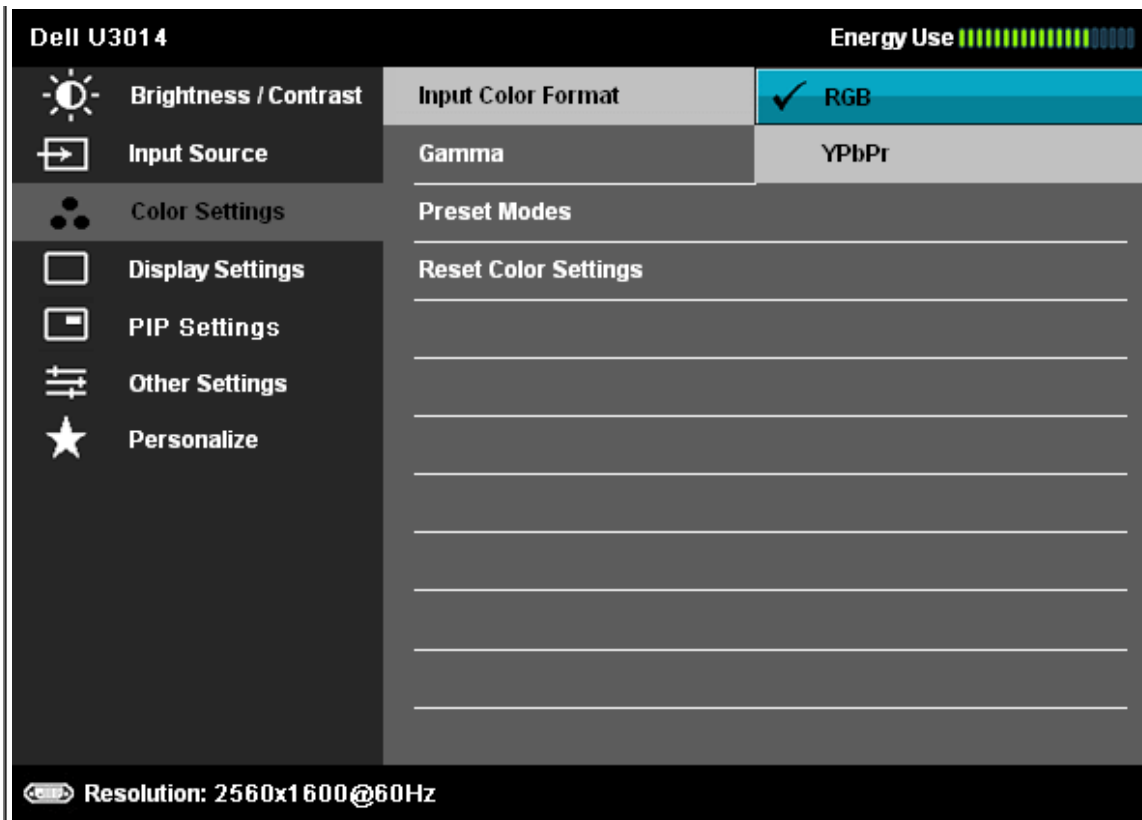 Dell U3014
Energy Use
Brightness / Contrast
Input Color Format
RGB
Input Source
Gamma
YPbPr
Color Settings
Preset Modes
Display Settings
Reset Color Settings
PIP Settings
Other Settings
Personalize
Resolution: 2560x1600@60Hz